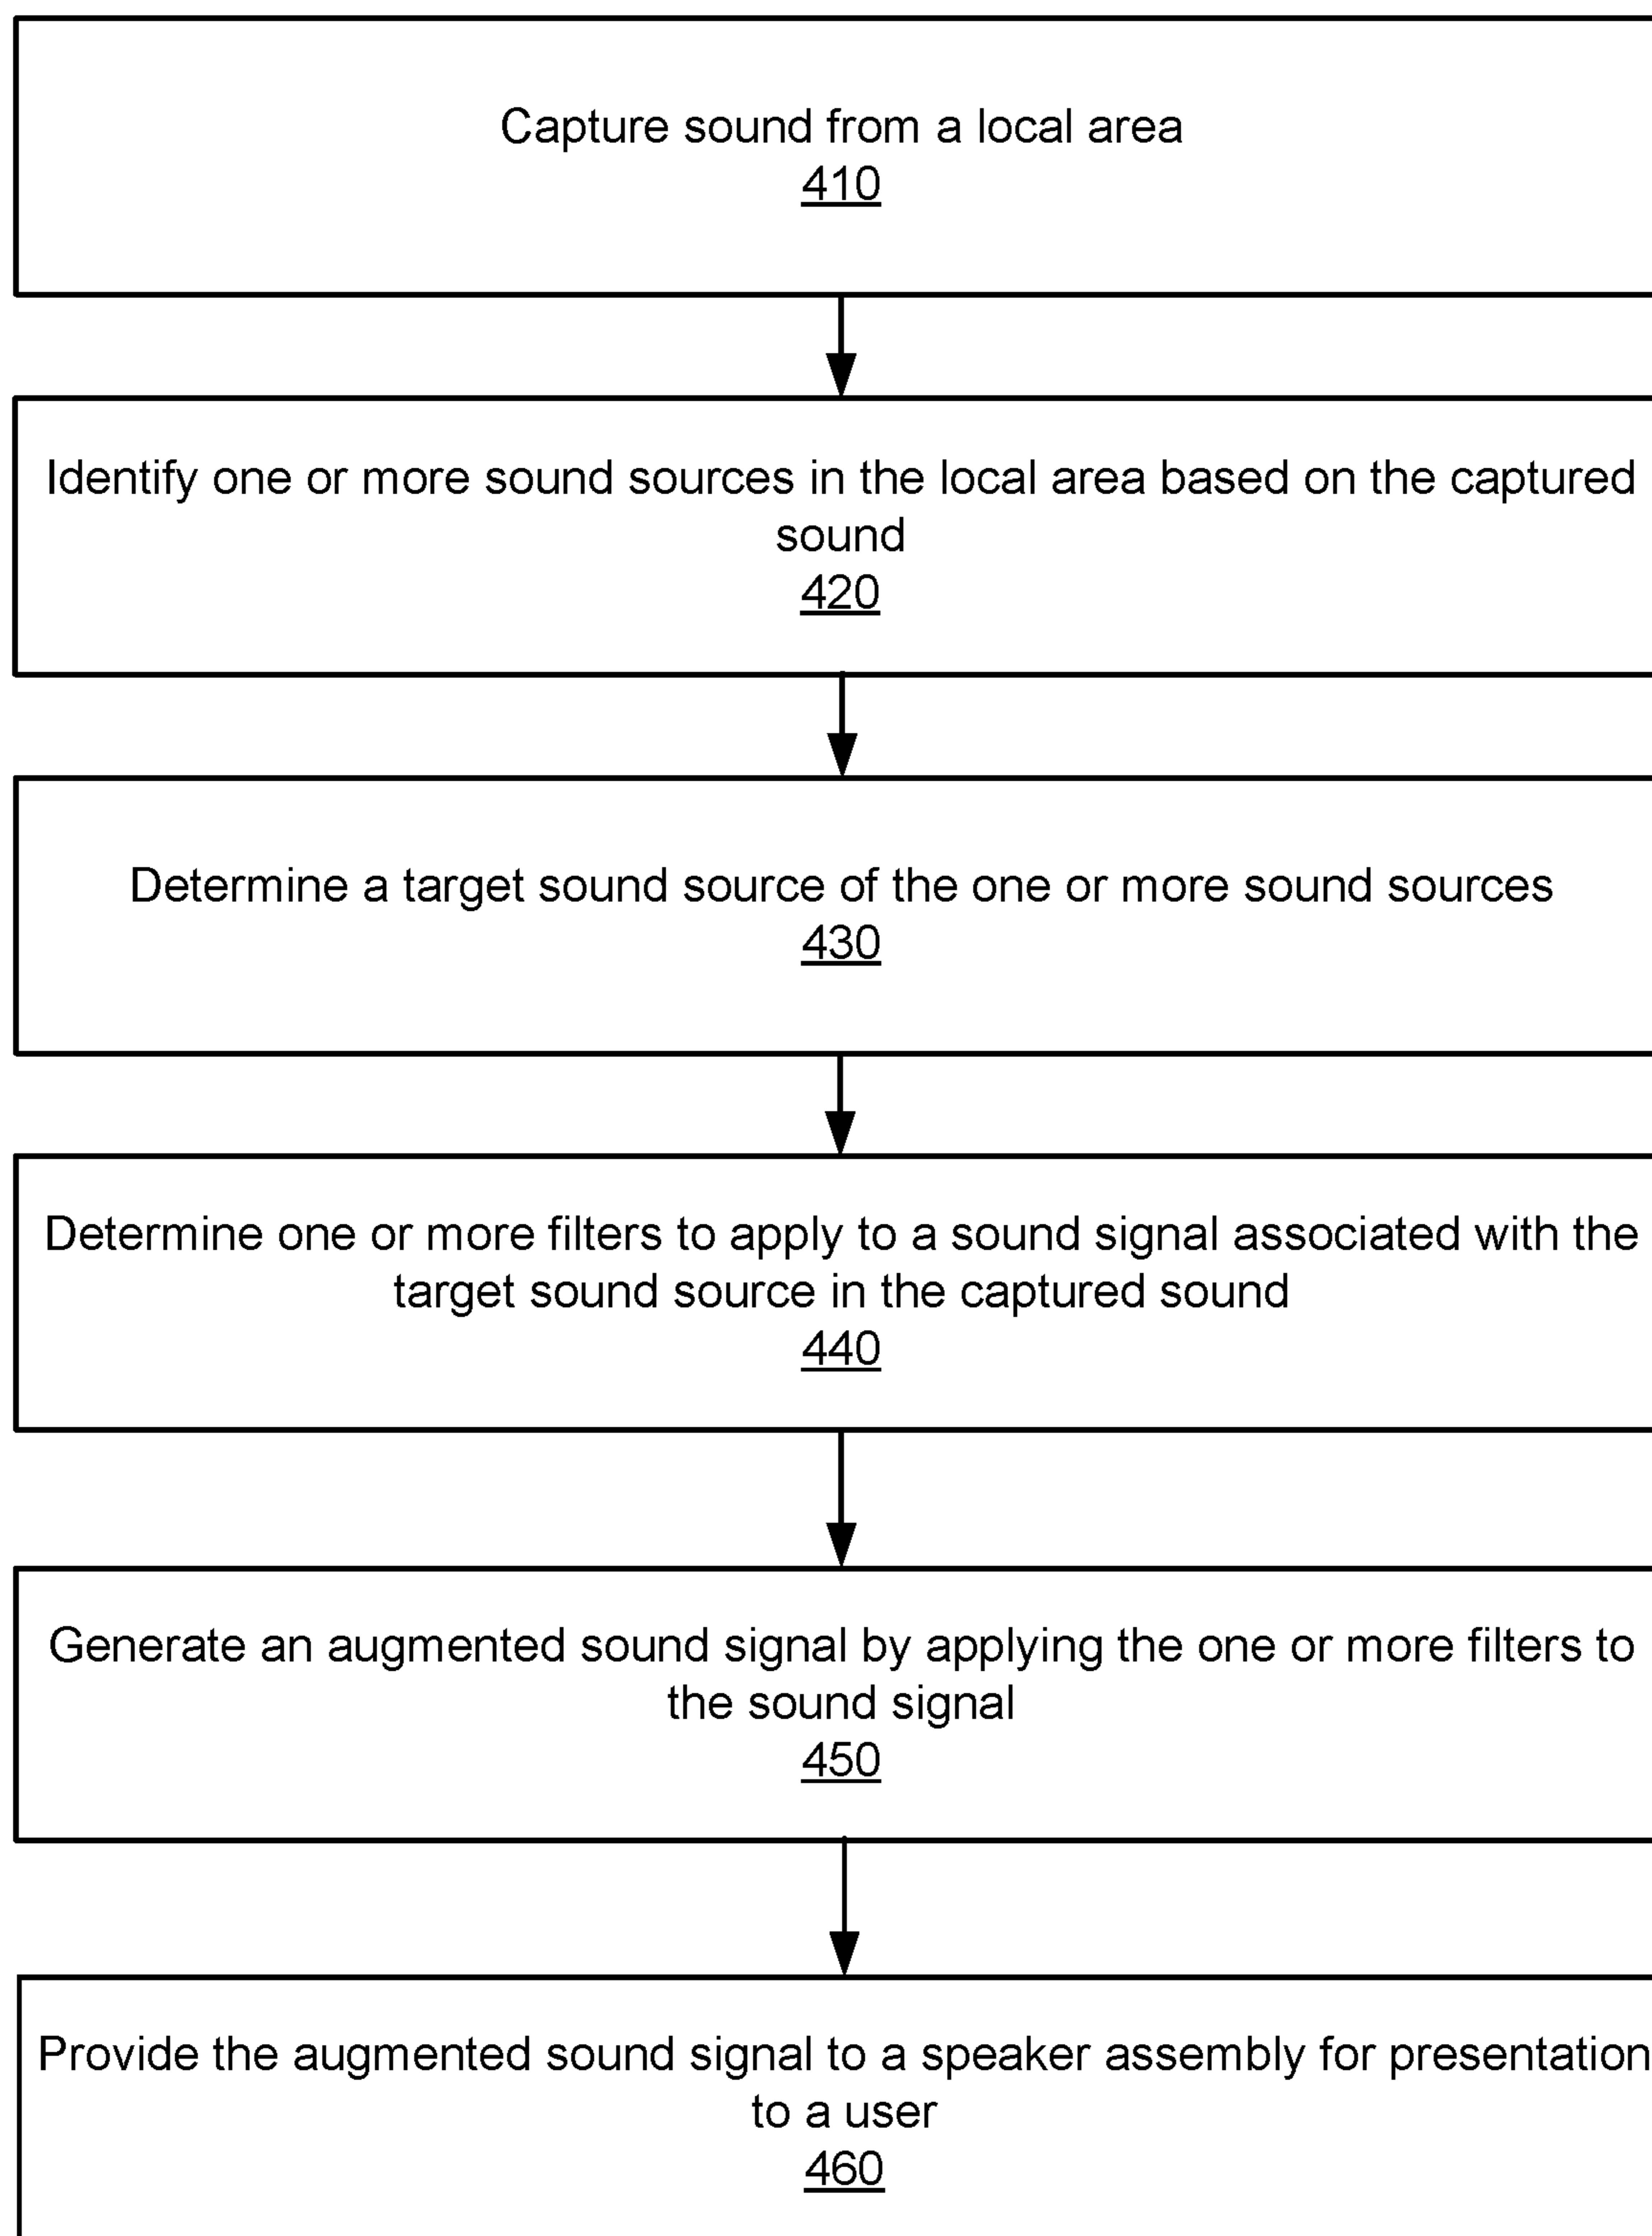 Capture sound from a local area
410
Identify one or more sound sources in the local area based on the captured
sound
420
Determine a target sound source of the one or more sound sources
430
Determine one or more filters to apply to a sound signal associated with the
target sound source in the captured sound
440
Generate an augmented sound signal by applying the one or more filters to
the sound signal
450
Provide the augmented sound signal to a speaker assembly for presentation
to a user
460